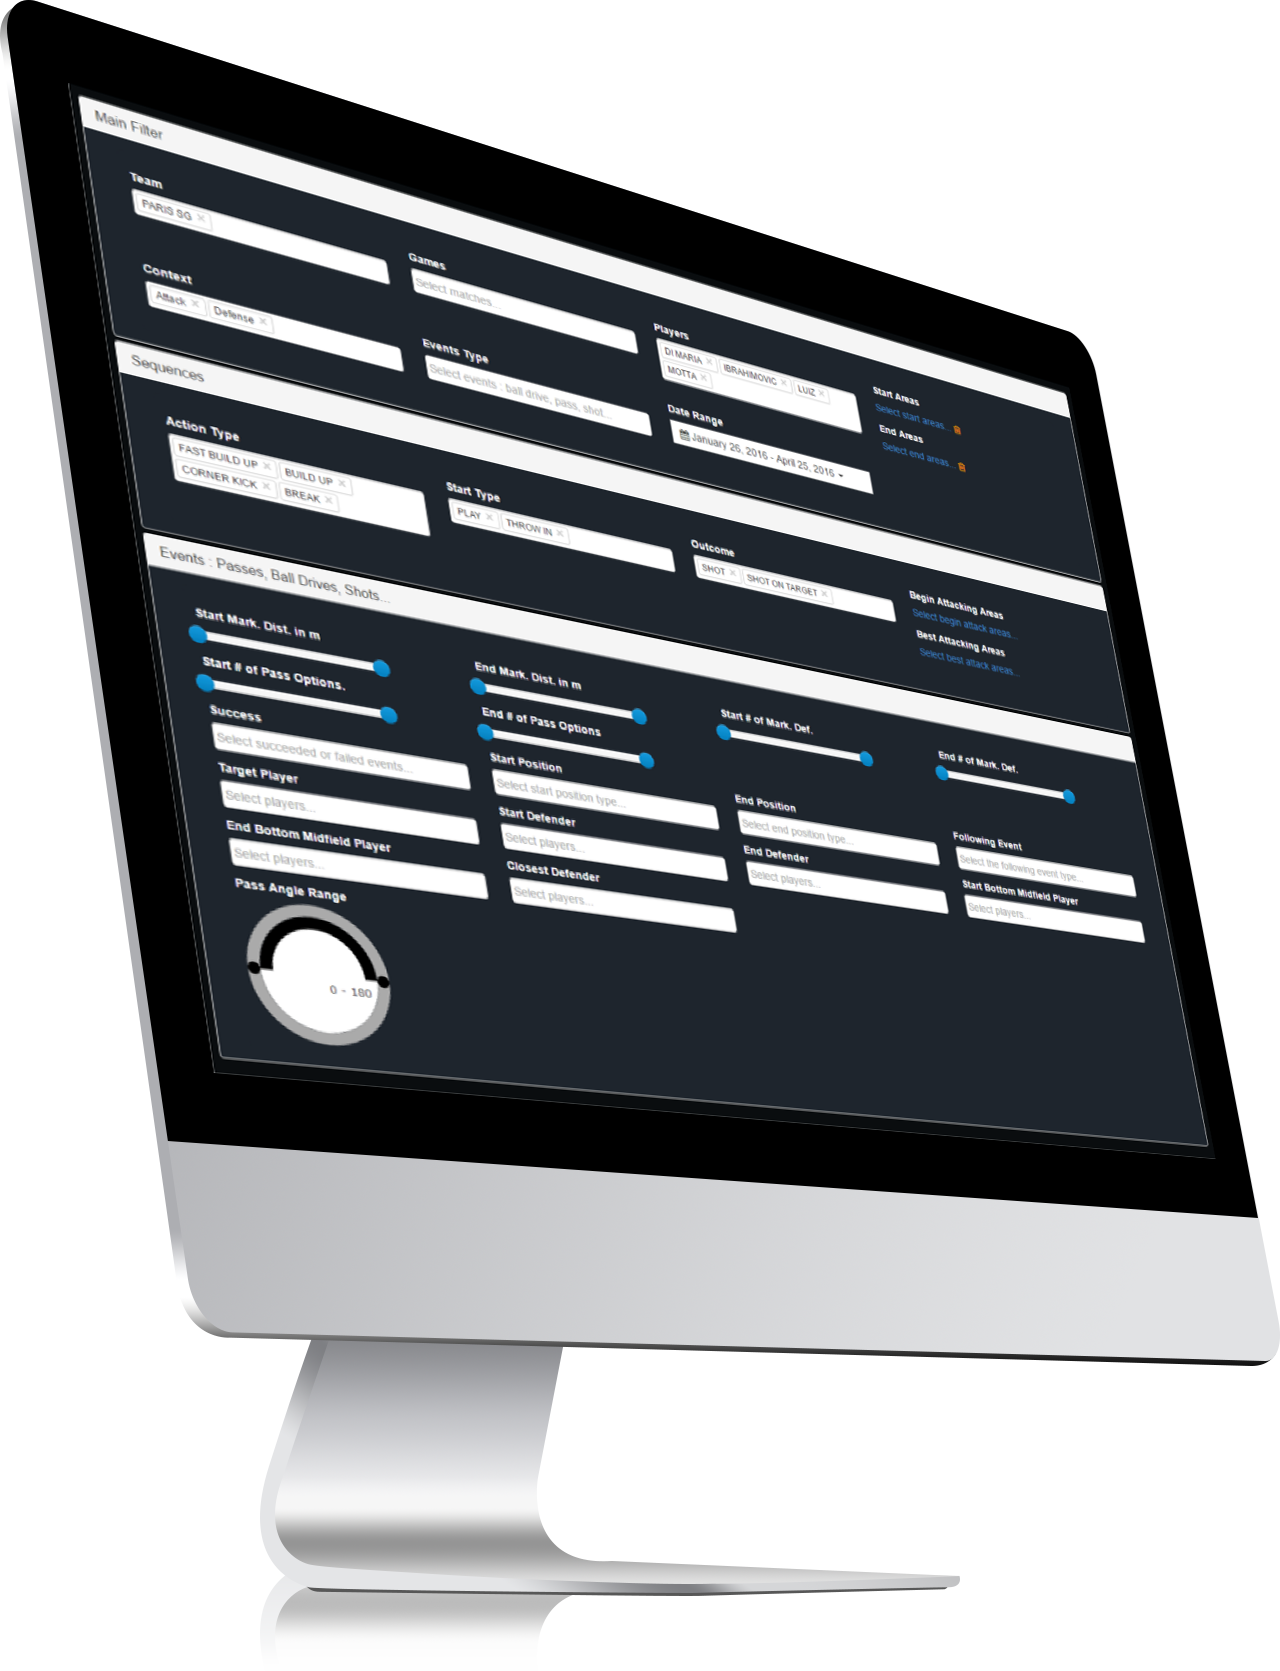 Main Filter
Team
PARIS SG ×
Games
Select matches...
Players
DI MARIA × IBRAHIMOVIC × LUIZ ×
MOTTA ×
Start Areas
Select start areas...
End Areas
Select end areas...
Context
Attack × Defense ×
Events Type
Select events : ball drive, pass, shot...
Date Range
January 26, 2016 - April 25, 2016
Sequences
Action Type
FAST BUILD UP × BUILD UP ×
CORNER KICK × BREAK ×
Start Type
PLAY × THROW IN ×
Outcome
SHOT × SHOT ON TARGET ×
Begin Attacking Areas
Select begin attack areas...
Best Attacking Areas
Select best attack areas...
Events : Passes, Ball Drives, Shots...
Start Mark. Dist. in m
End Mark. Dist. in m
Start # of Mark. Def.
End # of Mark. Def.
Start # of Pass Options.
End # of Pass Options
Success
Select succeeded or failed events...
Start Position
Select start position type...
End Position
Select end position type...
Following Event
Select the following event type...
Target Player
Select players...
Start Defender
Select players...
End Defender
Select players...
Start Bottom Midfield Player
Select players...
End Bottom Midfield Player
Select players...
Closest Defender
Select players...
Pass Angle Range
0 - 180